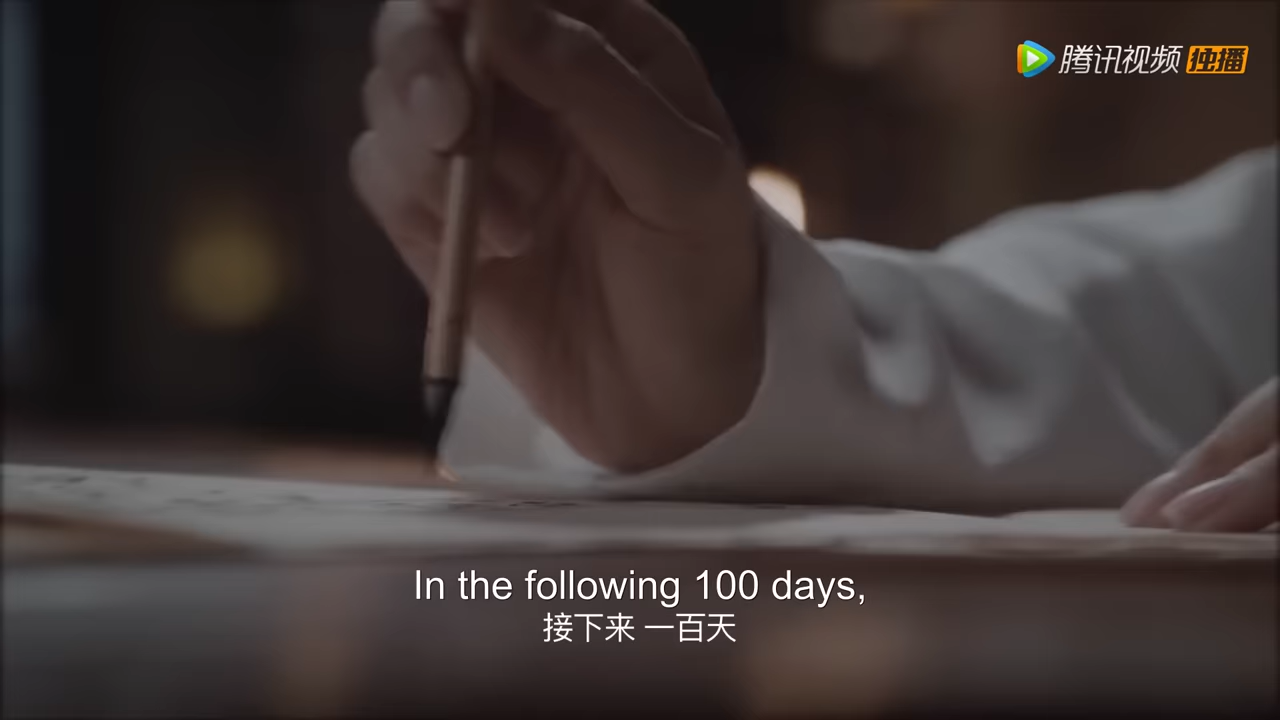 腾讯视频 独播
In the following 100 days,
接下来 一百天